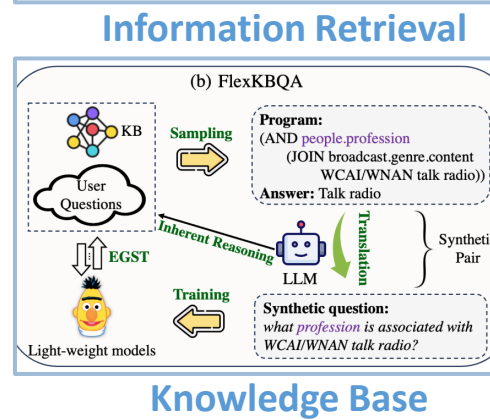 Information Retrieval
(b) FlexKBQA
KB
Sampling
User
Questions
Program:
(AND people.profession
(JOIN broadcast.genre.content
WCAI/WNAN talk radio))
Answer: Talk radio
Inherent Reasoning
Translation
LLM
Syntheti
Pair
EGST
Training
Light-weight models
Synthetic question:
what profession is associated with
WCAI/WNAN talk radio?
Knowledge Base